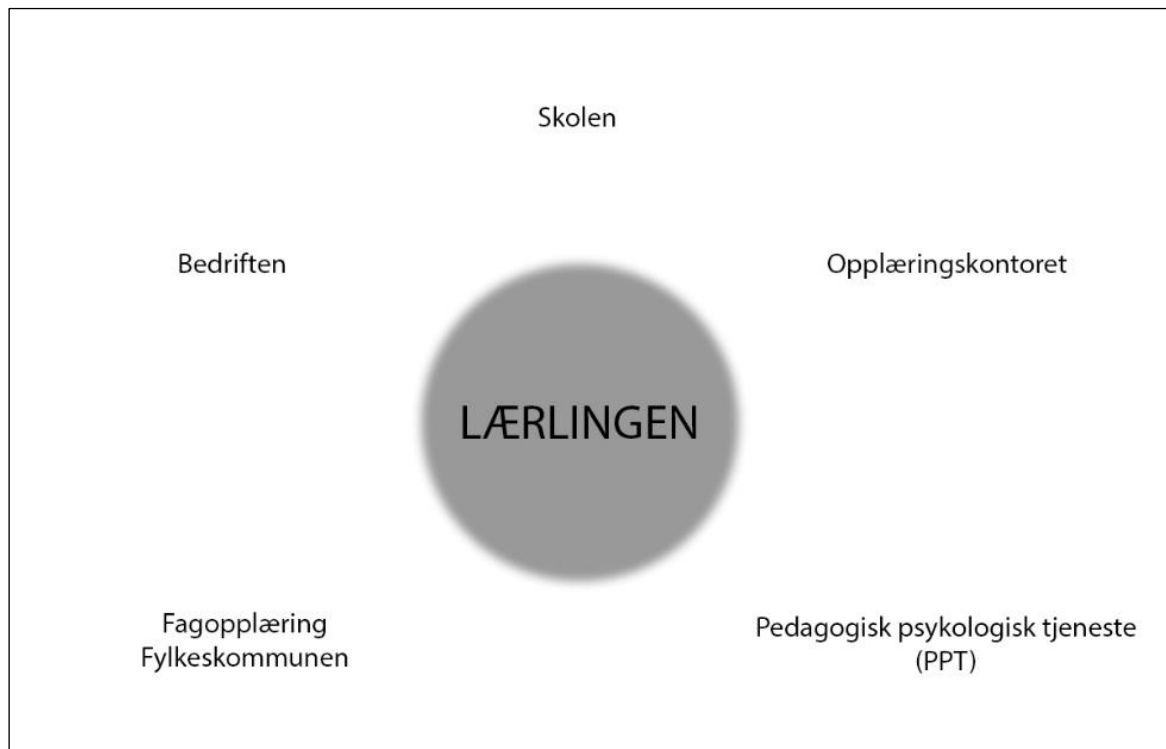 Skolen
Bedriften
Opplæringskontoret
LÆRLINGEN
Fagopplæring
Fylkeskommunen
Pedagogisk psykologisk tjeneste
(PPT)